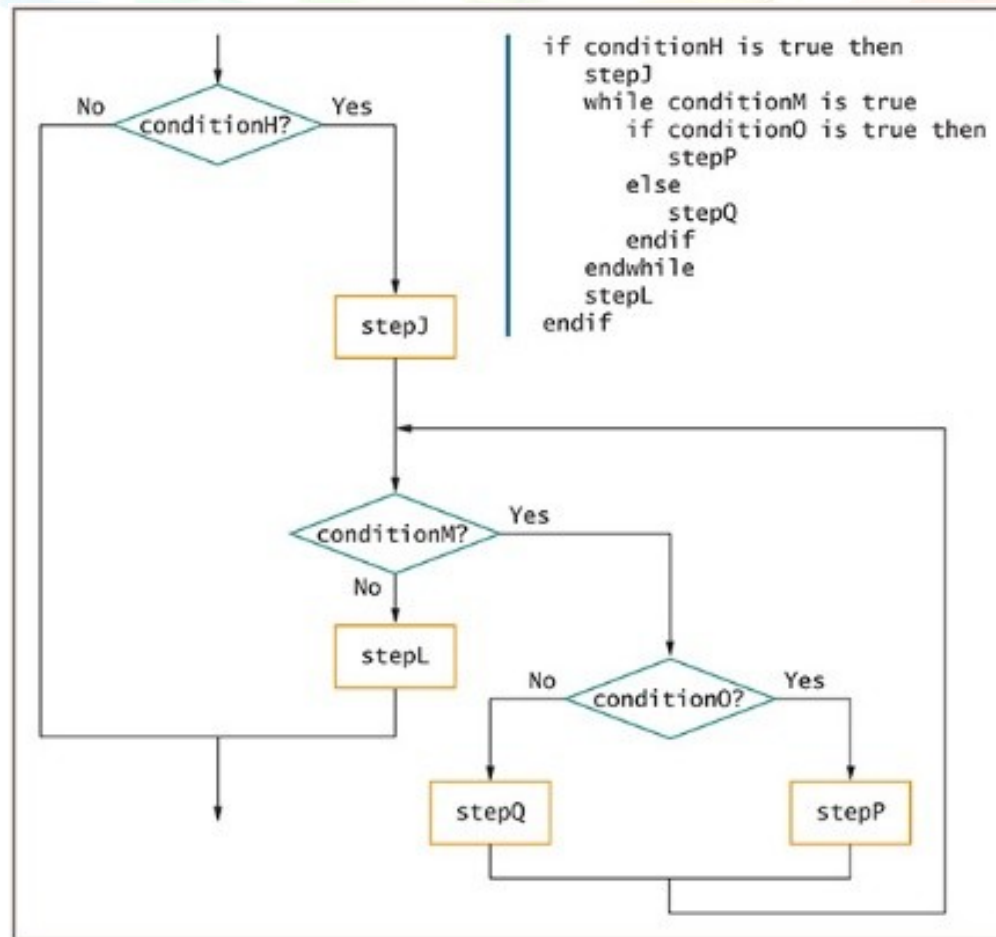 if conditionH is true then
stepJ
while conditionM is true
if conditionO is true then
stepP
else
stepQ
endif
endwhile
stepL
endif
No
Yes
conditionH?
stepJ
conditionM?
Yes
No
stepL
No
Yes
conditionO?
stepQ
stepP